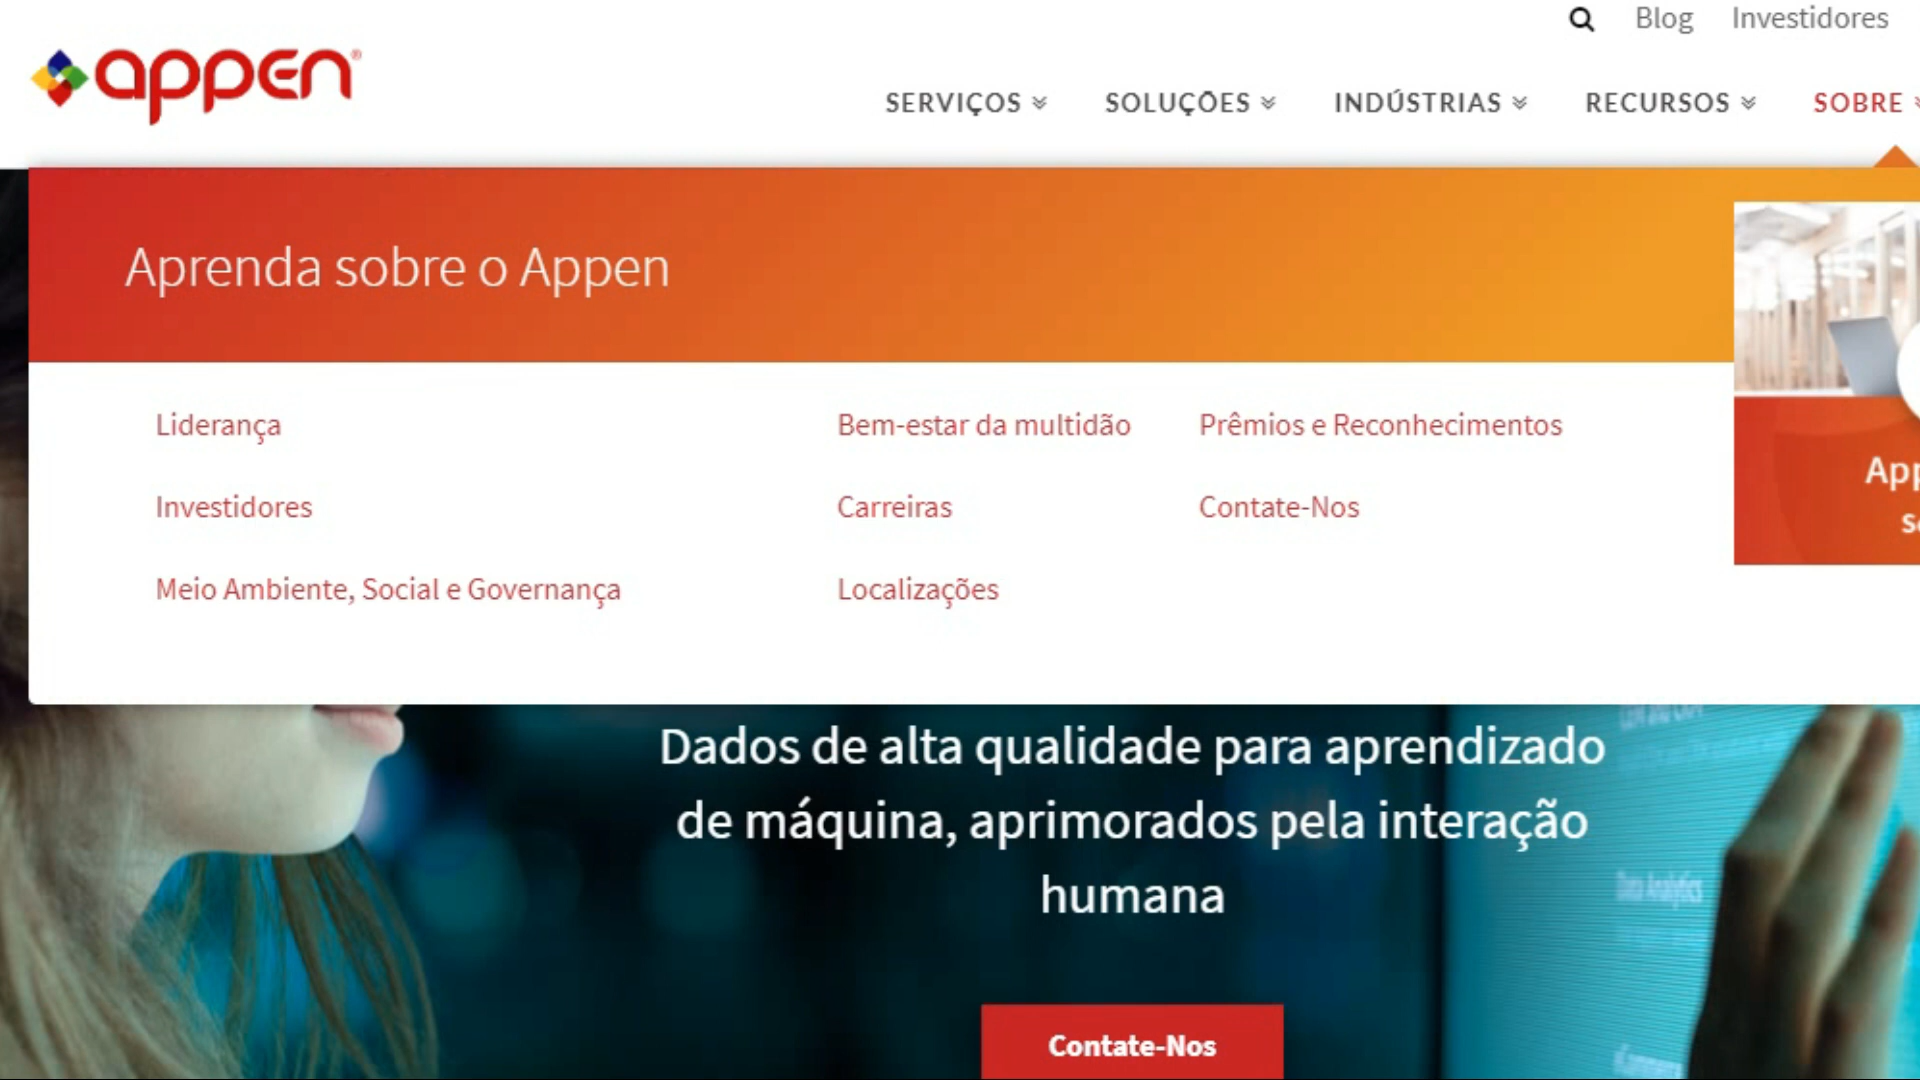 Blog Investidores
appen®
SERVIÇOS SOLUÇÕES INDÚSTRIAS RECURSOS SOBRE
Aprenda sobre o Appen
Liderança Bem-estar da multidão Prêmios e Reconhecimentos
Investidores Carreiras Contate-Nos
Meio Ambiente, Social e Governança Localizações
Dados de alta qualidade para aprendizado
de máquina, aprimorados pela interação
humana
Data Analytics
Contate-Nos